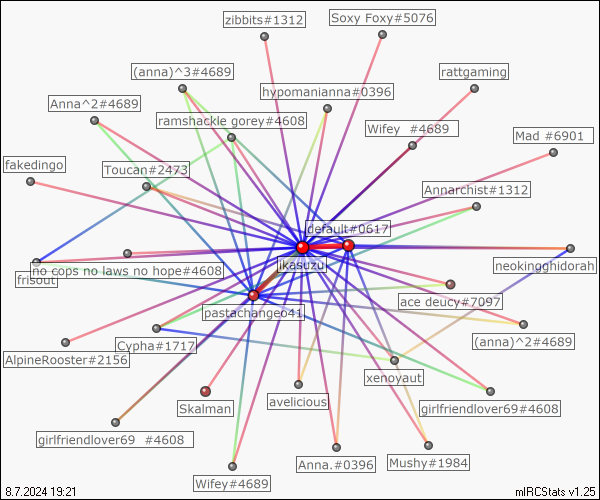 zibbits#1312
Soxy Foxy#5076
(anna)^3#4689
rattgaming
hypomanianna#0396
Anna^2#4689
ramshackle gorey#4608
Wifey #4689
Mad #6901
fakedingo
Toucan#2473
Annarchist#1312
default#0617
ikasuzu
neokingghidorah
no cops no laws no hope#4608
frisout
ace deucy#7097
pastachangeo41
(anna)^2#4689
Cypha#1717
AlpineRooster#2156
xenoyaut
avelicious
Skalman
girlfriendlover69#4608
girlfriendlover69 #4608
Anna.#0396
Mushy#1984
Wifey#4689
8.7.2024 19:21
mIRCStats v1.25